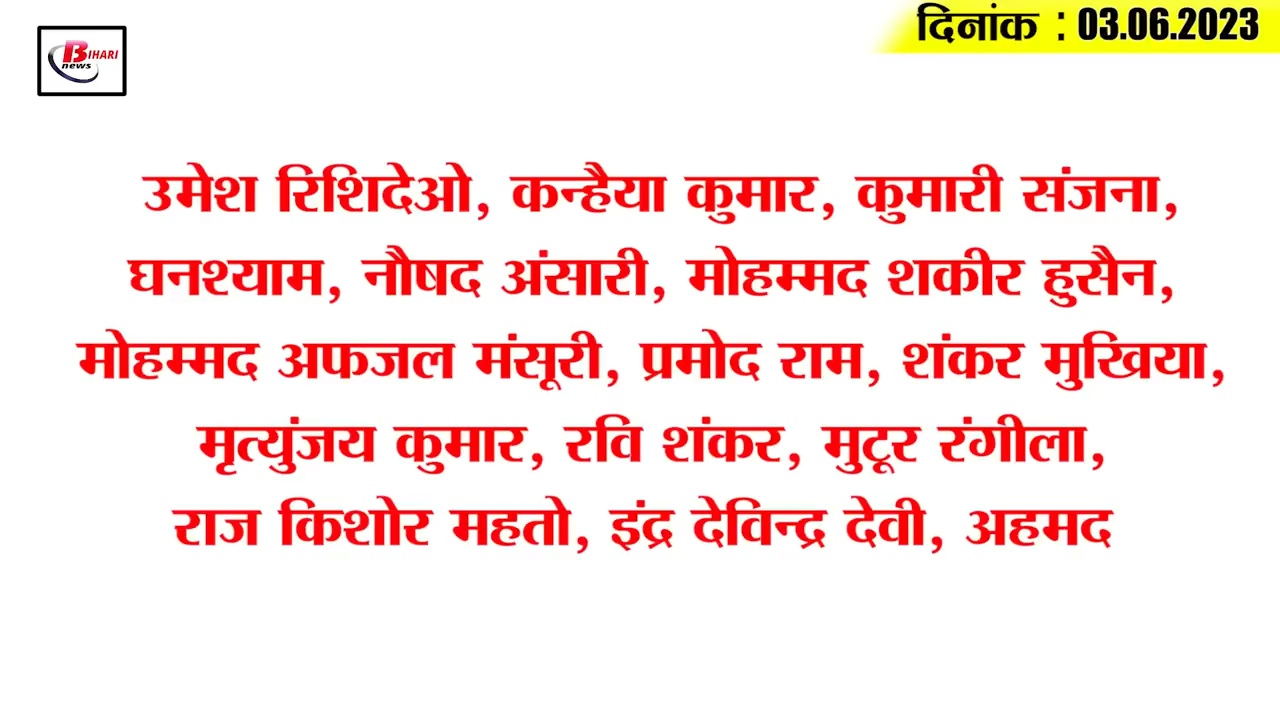 दिनांक : 03.06.2023
BIHARI
news
उमेश रिशिदेओ, कन्हैया कुमार, कुमारी संजना,
घनश्याम, नौषद अंसारी, मोहम्मद शकीर हुसैन,
मोहम्मद अफजल मंसूरी, प्रमोद राम, शंकर मुखिया,
मृत्युंजय कुमार, रवि शंकर, मुटूर रंगीला,
राज किशोर महतो, इंद्र देविन्द्र देवी, अहमद